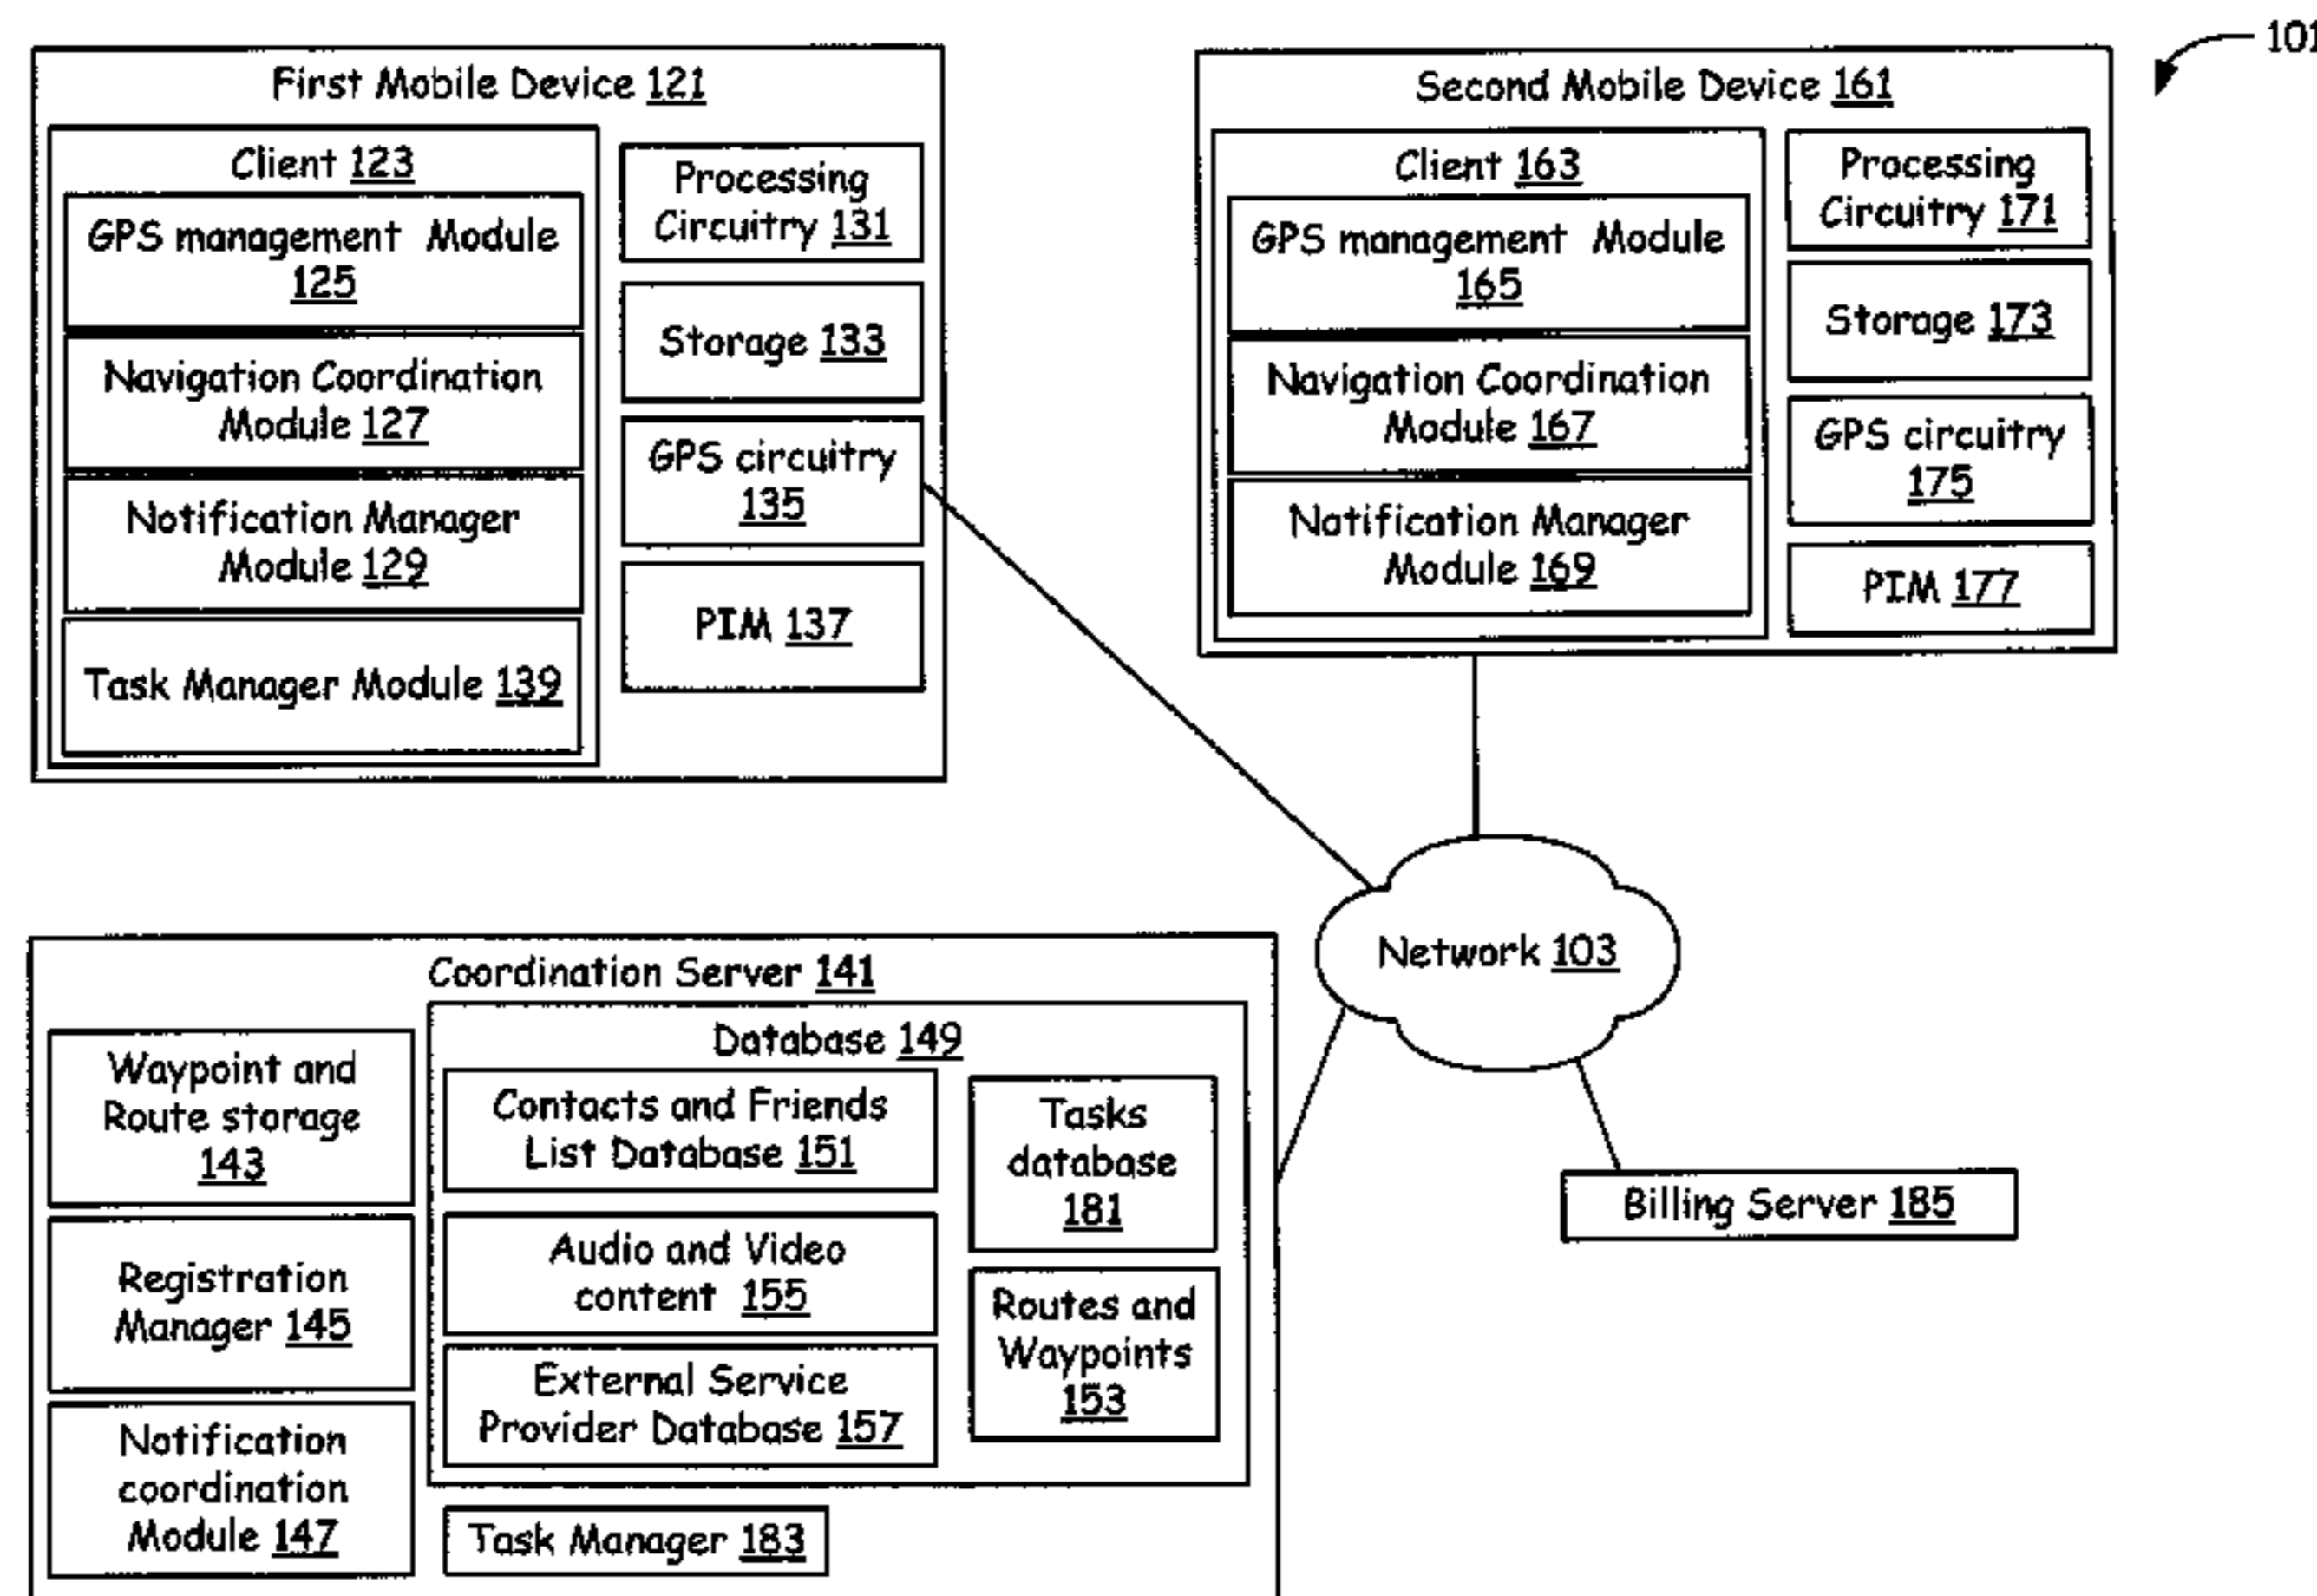 101
First Mobile Device 121
Client 123
GPS management Module
125
Navigation Coordination
Module 127
Notification Manager
Module 129
Task Manager Module 139
Processing
Circuitry 131
Storage 133
GPS circuitry
135
PIM 137
Second Mobile Device 161
Client 163
GPS management Module
165
Navigation Coordination
Module 167
Notification Manager
Module 169
Processing
Circuitry 171
Storage 173
GPS circuitry
175
PIM 177
Network 103
Coordination Server 141
Waypoint and
Route storage
143
Registration
Manager 145
Notification
coordination
Module 147
Database 149
Contacts and Friends
List Database 151
Audio and Video
content 155
External Service
Provider Database 157
Tasks
database
181
Routes and
Waypoints
153
Task Manager 183
Billing Server 185